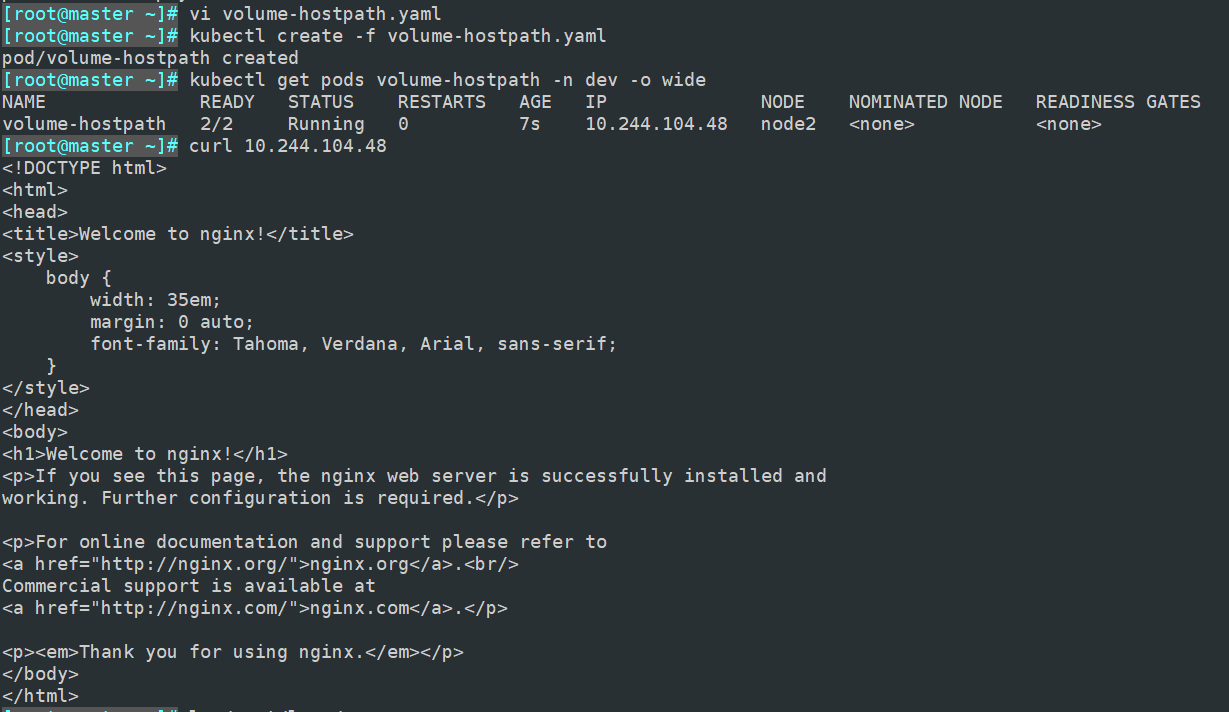 [root@master ~]# vi volume-hostpath.yaml
[root@master ~]# kubectl create -f volume-hostpath.yaml
pod/volume-hostpath created
[root@master ~]# kubectl get pods volume-hostpath -n dev -o wide
NAME              READY   STATUS    RESTARTS   AGE   IP              NODE    NOMINATED NODE   READINESS GATES
volume-hostpath   2/2     Running   0          7s    10.244.104.48   node2   <none>           <none>
[root@master ~]# curl 10.244.104.48
<!DOCTYPE html>
<html>
<head>
<title>Welcome to nginx!</title>
<style>
    body {
        width: 35em;
        margin: 0 auto;
        font-family: Tahoma, Verdana, Arial, sans-serif;
    }
</style>
</head>
<body>
<h1>Welcome to nginx!</h1>
<p>If you see this page, the nginx web server is successfully installed and
working. Further configuration is required.</p>

<p>For online documentation and support please refer to
<a href="http://nginx.org/">nginx.org</a>.<br/>
Commercial support is available at
<a href="http://nginx.com/">nginx.com</a>.</p>

<p><em>Thank you for using nginx.</em></p>
</body>
</html>